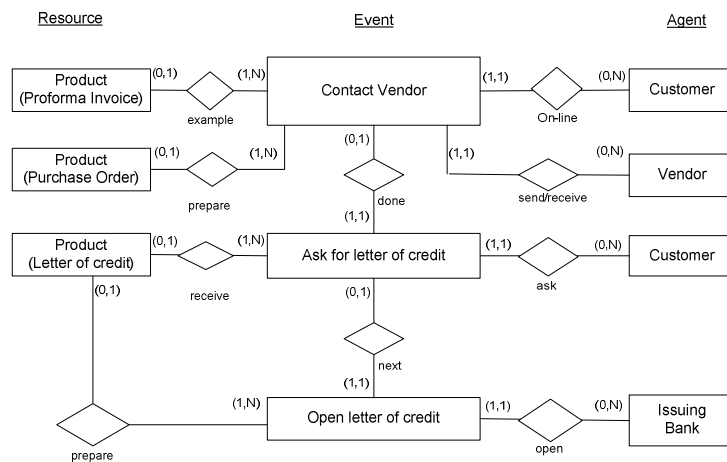 Resource
Event
Agent
Product
(Proforma Invoice)
(0,1)
(1,N)
example
Contact Vendor
(1,1)
(0,N)
On-line
Customer
Product
(Purchase Order)
(0,1)
(1,N)
prepare
(0,1)
done
(1,1)
(1,1)
(0,N)
send/receive
Vendor
Product
(Letter of credit)
(0,1)
(1,N)
receive
Ask for letter of credit
(1,1)
(0,N)
ask
Customer
(0,1)
(0,1)
next
(1,1)
(1,N)
prepare
Open letter of credit
(1,1)
(0,N)
open
Issuing
Bank